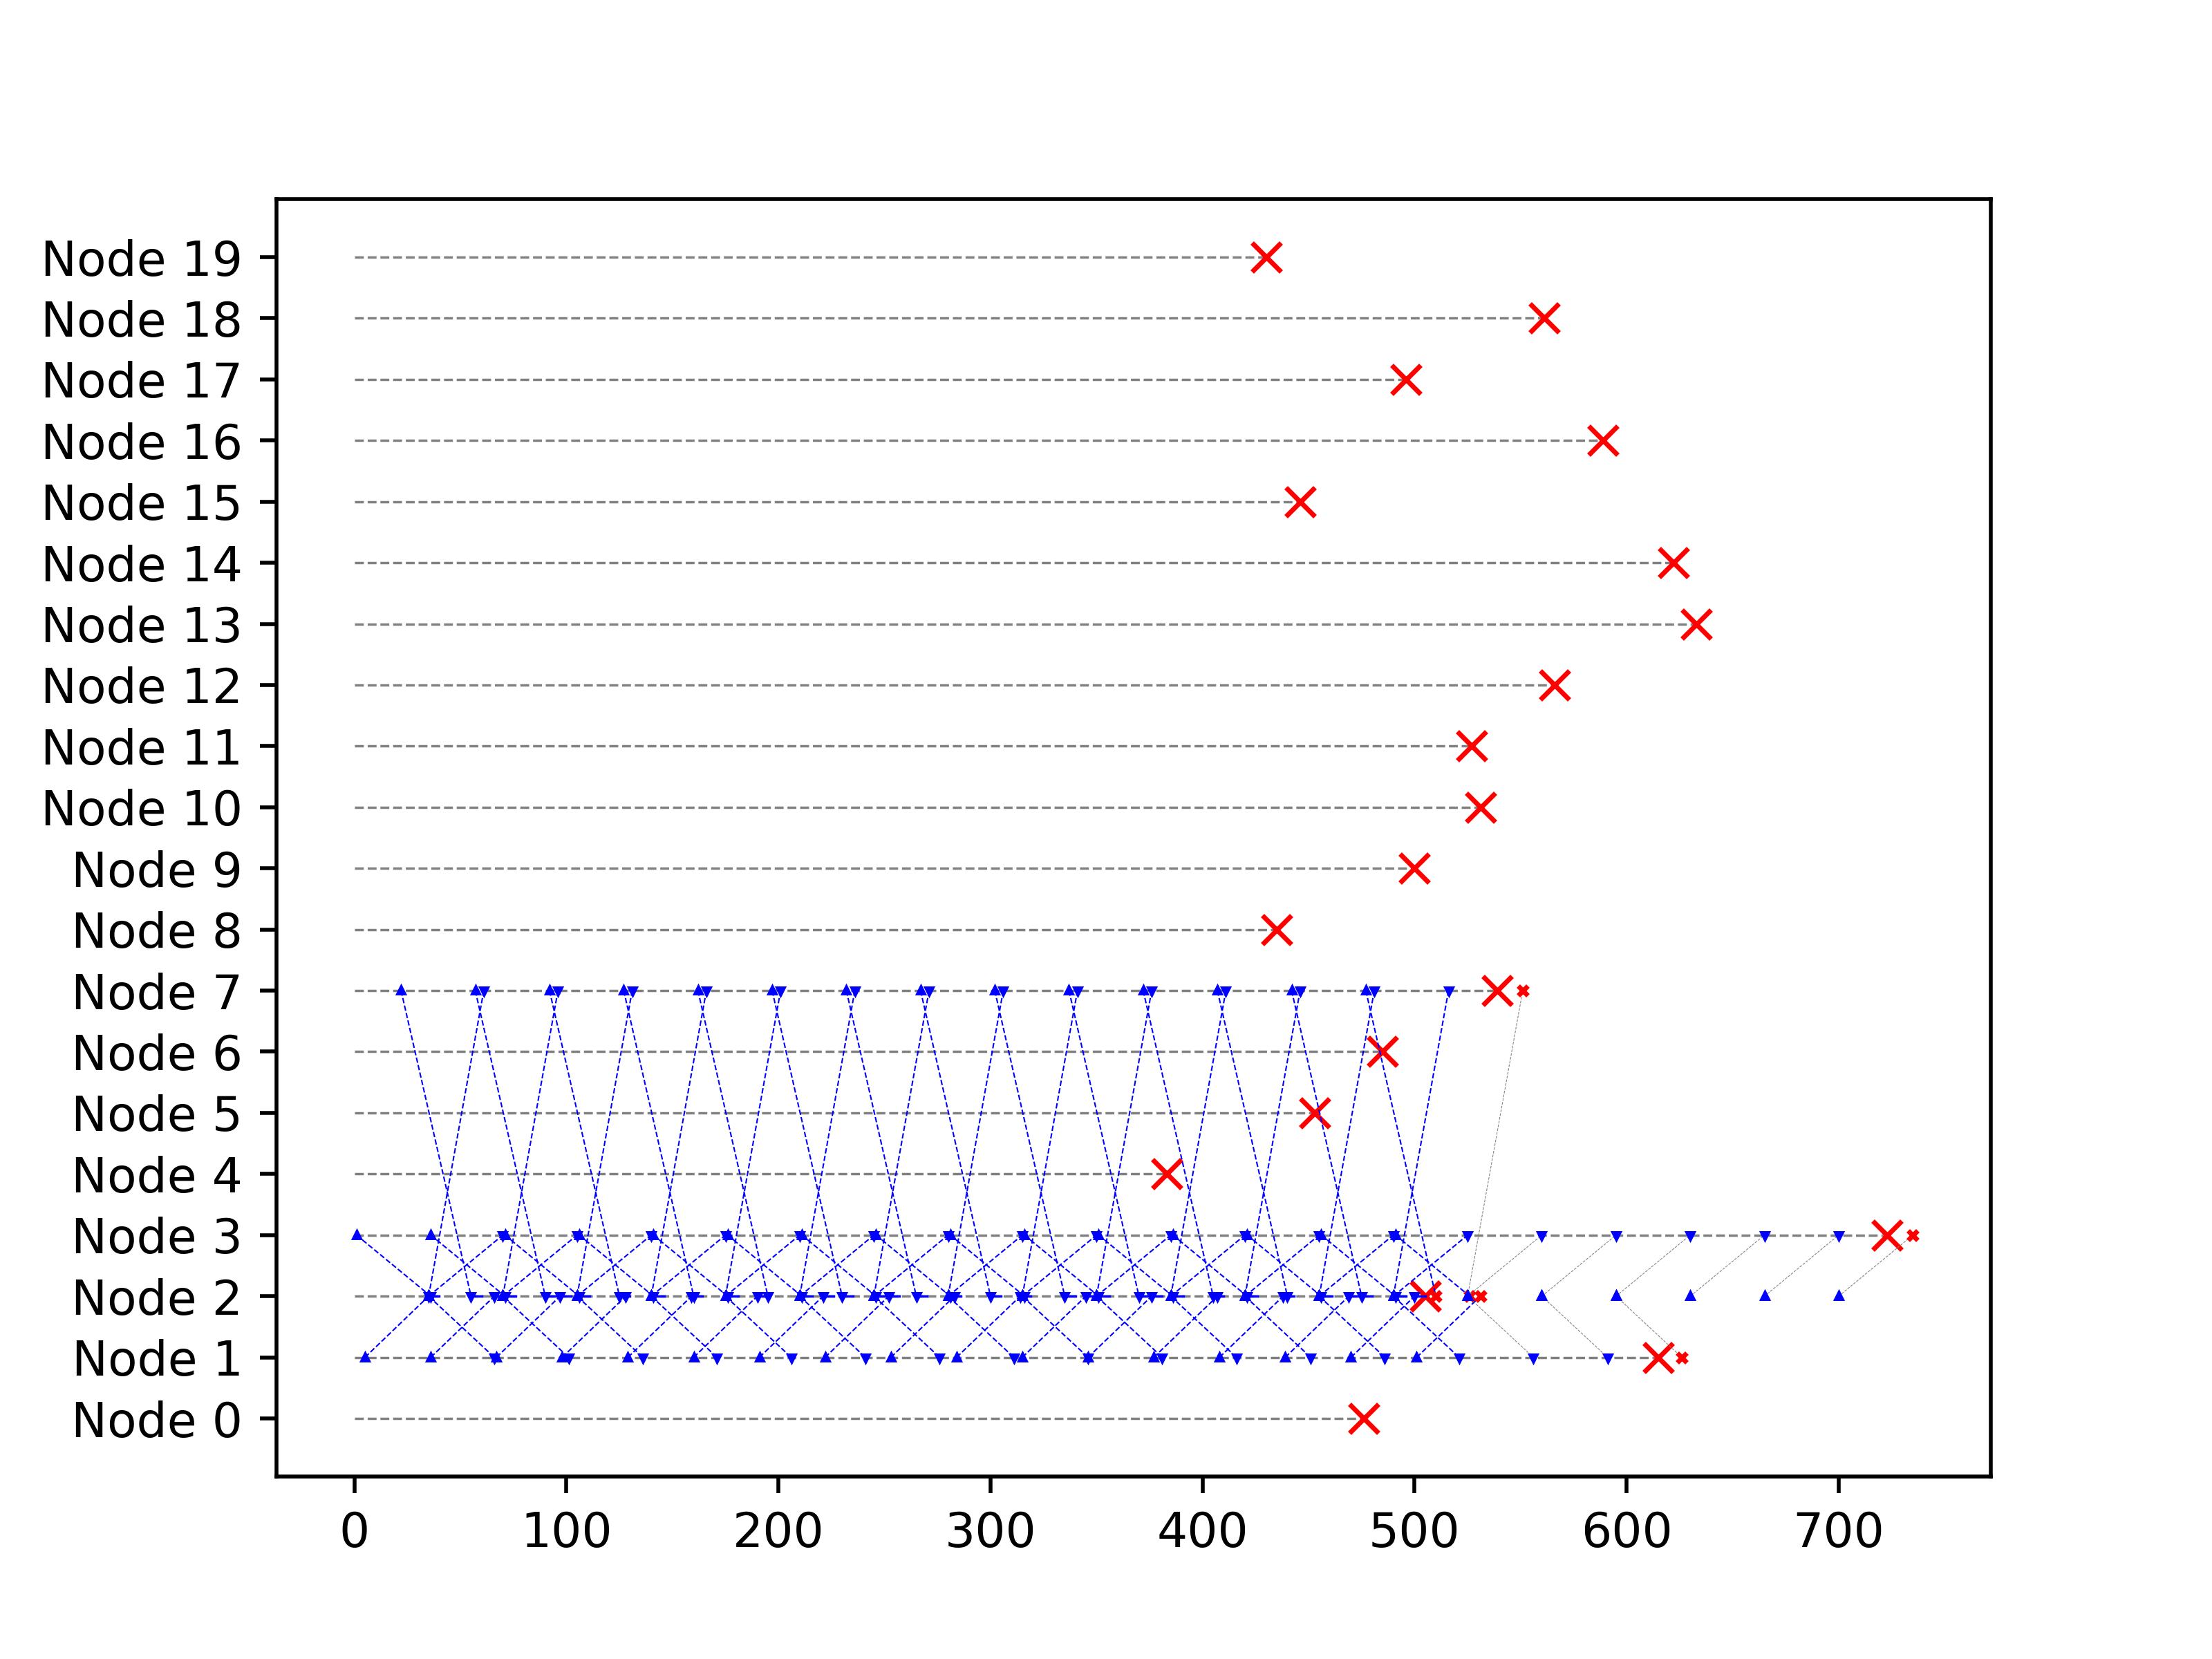 Node 19
Node 18
Node 17
Node 16
Node 15
Node 14
Node 13
Node 12
Node 11
Node 10
Node 9
Node 8
Node 7
Node 6
Node 5
Node 4
Node 3
Node 2
Node 1
Node 0
0 100 200 300 400 500 600 700